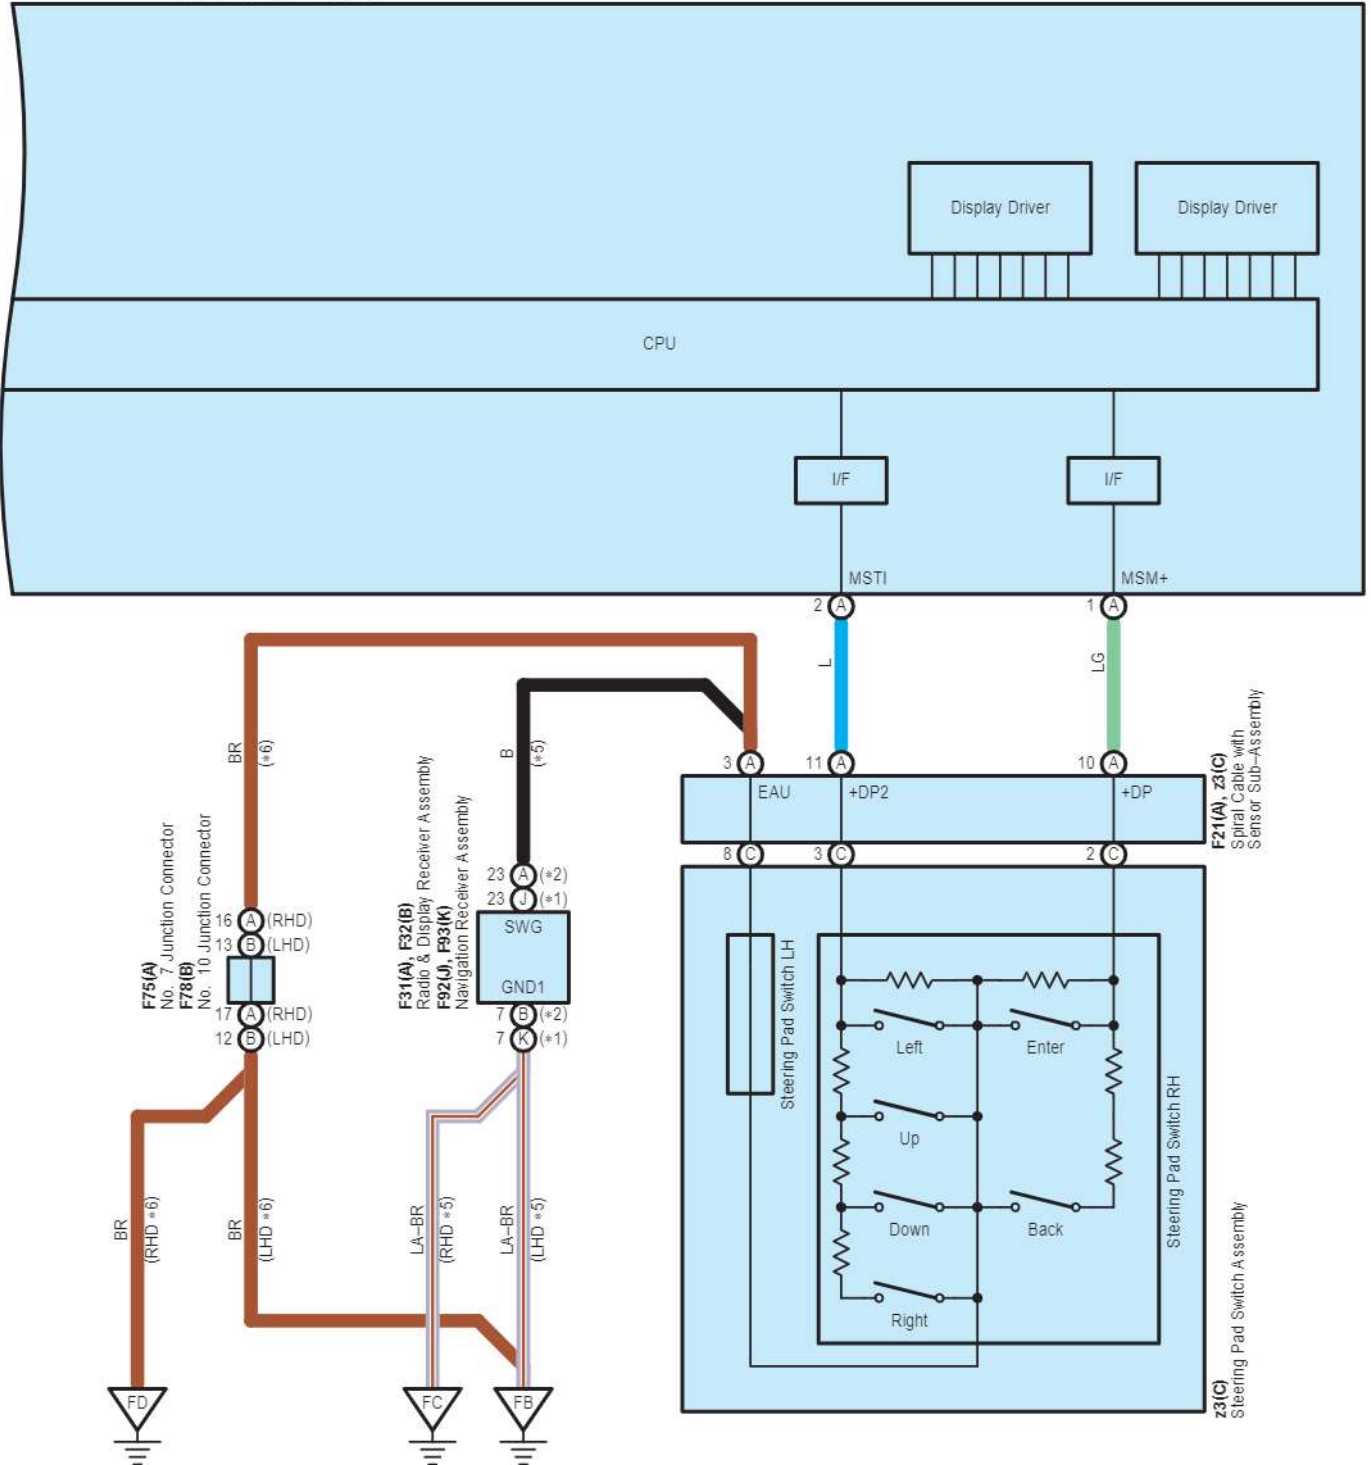 Display Driver
Display Driver
CPU
I/F
I/F
MSTI
MSM+
2 A
1 A
L
LG
BR
(*6)
B
(*5)
3 A
11 A
10 A
EAU
+DP2
+DP
F21(A), z3(C)
Spiral Cable with
Sensor Sub–Assembly
8 C
3 C
2 C
F75(A)
No. 7 Junction Connector
F78(B)
No. 10 Junction Connector
16 A (RHD)
13 B (LHD)
17 A (RHD)
12 B (LHD)
F31(A), F32(B)
Radio & Display Receiver Assembly
F92(J), F93(K)
Navigation Receiver Assembly
23 A (*2)
23 J (*1)
SWG
GND1
7 B (*2)
7 K (*1)
Steering Pad Switch LH
Left
Enter
Up
Down
Back
Right
Steering Pad Switch RH
z3(C)
Steering Pad Switch Assembly
BR
(RHD *6)
BR
(LHD *6)
LA–BR
(RHD *5)
LA–BR
(LHD *5)
FD
FC
FB